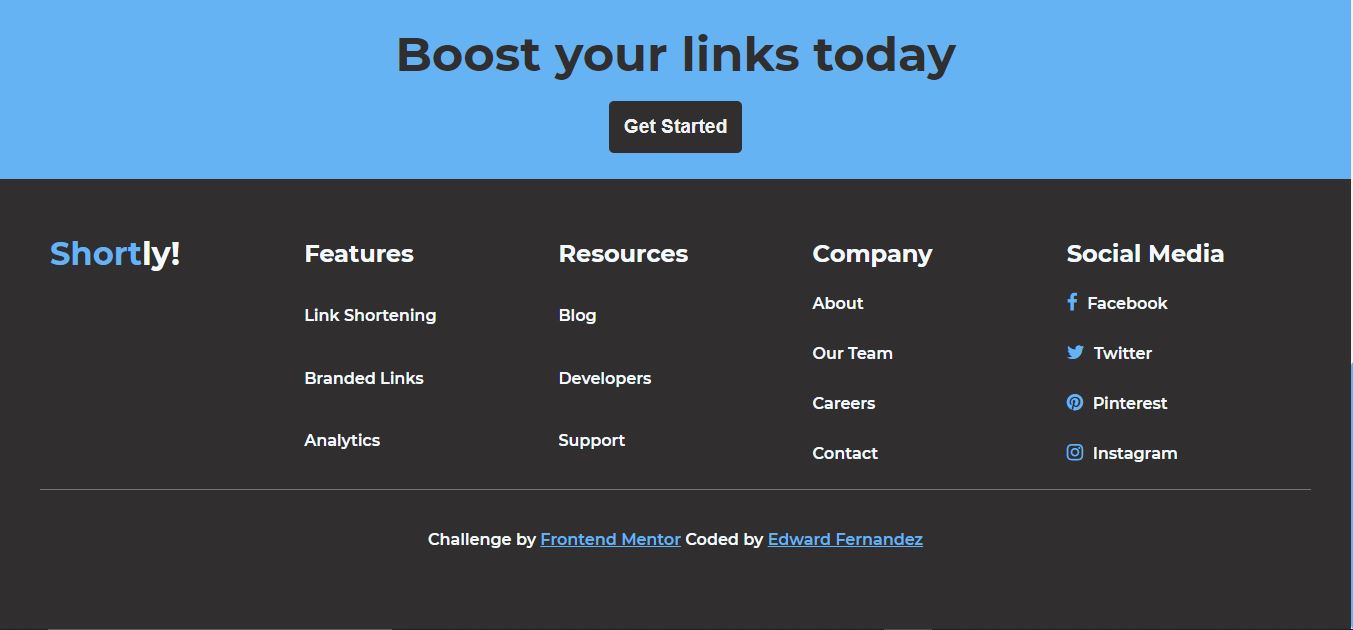 Boost your links today
Get Started
Shortly!
Features
Link Shortening
Branded Links
Analytics
Resources
Blog
Developers
Support
Company
About
Our Team
Careers
Contact
Social Media
Facebook
Twitter
Pinterest
Instagram
Challenge by Frontend Mentor Coded by Edward Fernandez